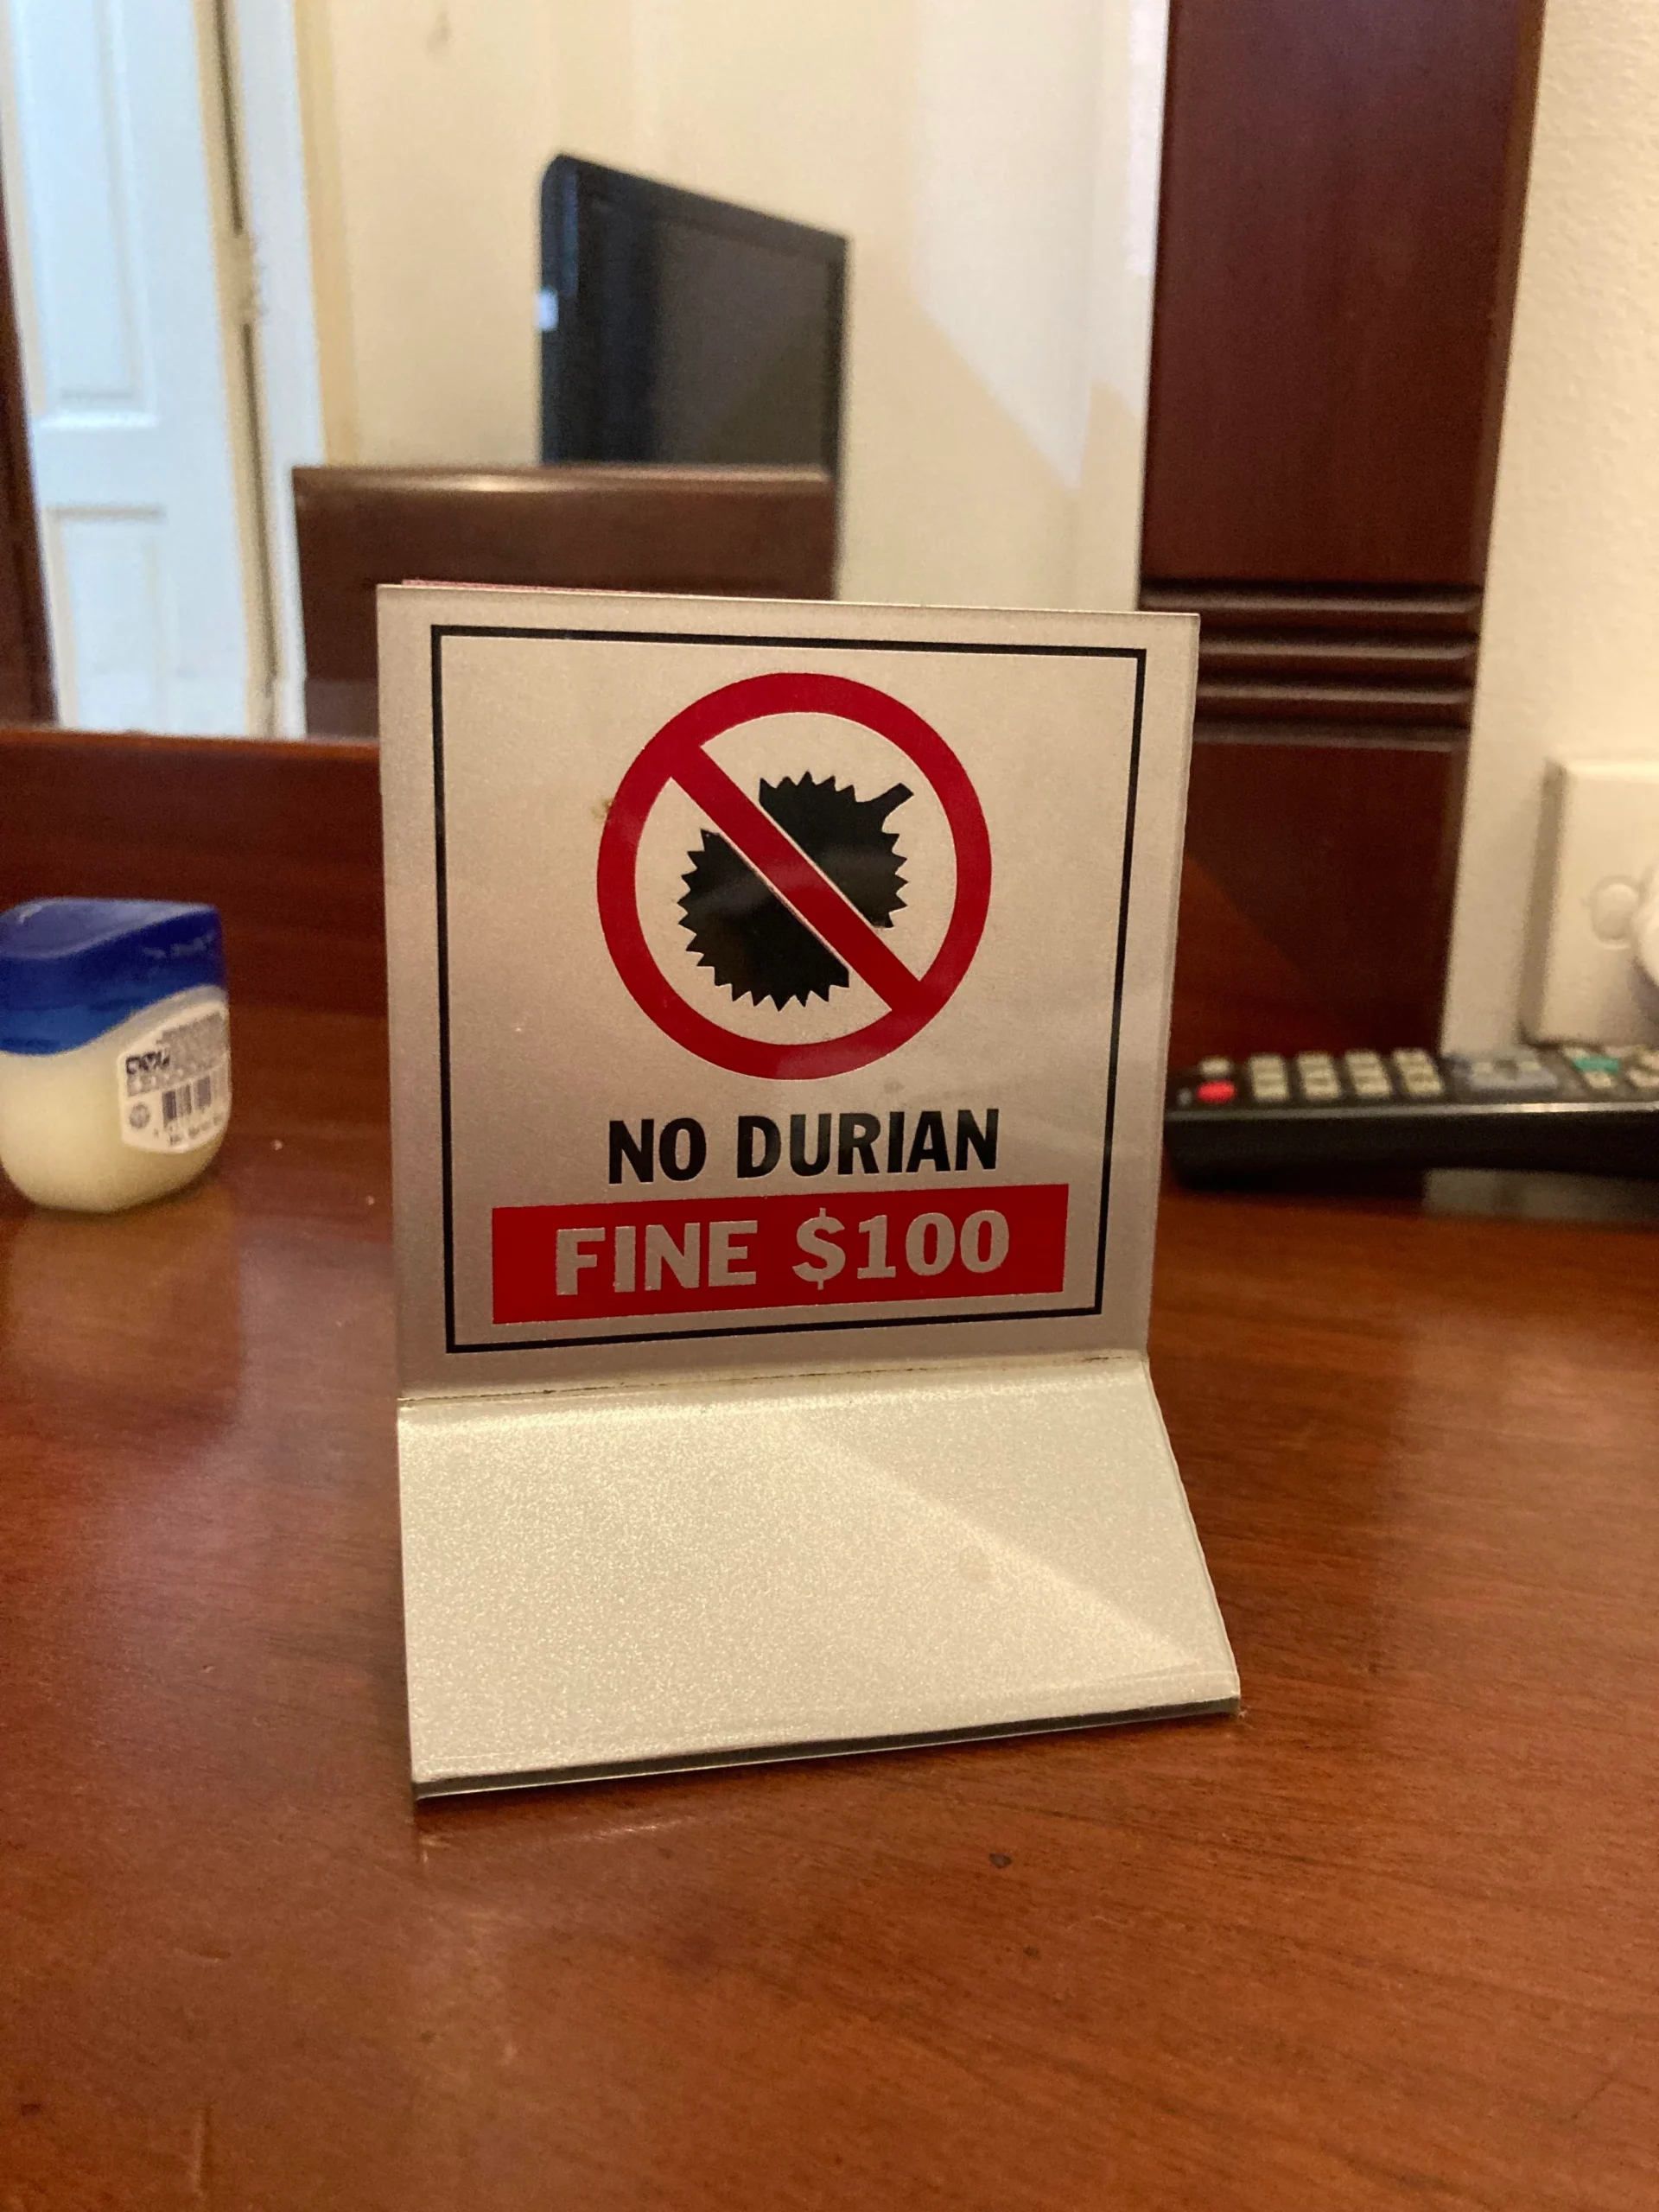 NO DURIAN
FINE $100